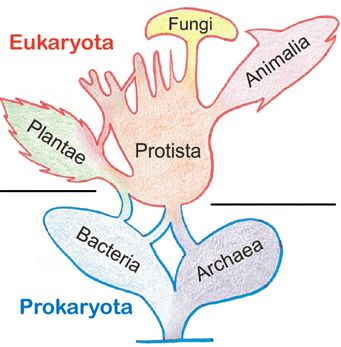 Fungi
Eukaryota
Animalia
Plantae
Protista
Bacteria
Archaea
Prokaryota